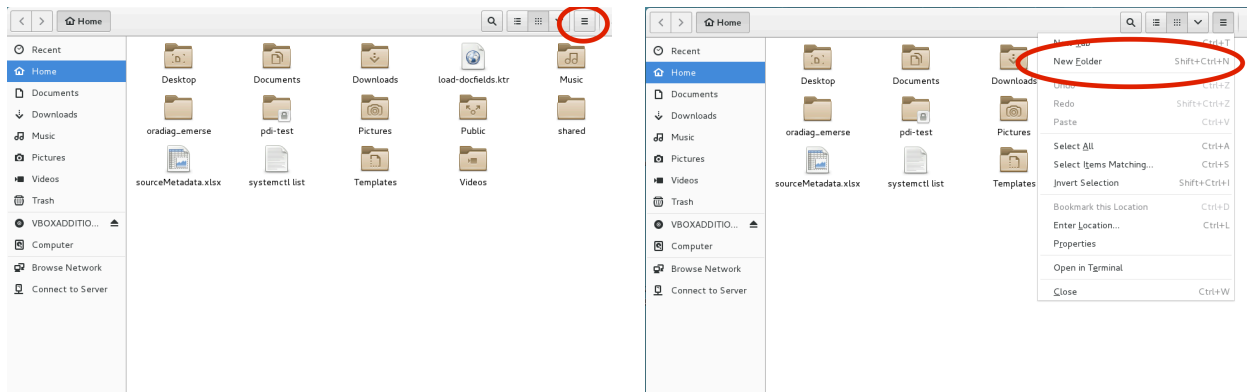 Home
Recent
Home
Documents
Downloads
Music
Pictures
Videos
Trash
VBOXADDITIO...
Computer
Browse Network
Connect to Server
Desktop Documents Downloads load-docfields.ktr Music
oradiag_emerse pdi-test Pictures Public shared
sourceMetadata.xlsx systemctl list Templates Videos
Home
Recent
Home
Documents
Downloads
Music
Pictures
Videos
Trash
VBOXADDITIO...
Computer
Browse Network
Connect to Server
Desktop Documents Downloads
oradiag_emerse pdi-test Pictures
sourceMetadata.xlsx systemctl list Templates
New Tab Ctrl+T
New Folder Shift+Ctrl+N
Undo Ctrl+Z
Redo Shift+Ctrl+Z
Paste Ctrl+V
Select All Ctrl+A
Select Items Matching... Ctrl+S
Invert Selection Shift+Ctrl+I
Bookmark this Location Ctrl+D
Enter Location... Ctrl+L
Properties
Open in Terminal
Close Ctrl+W